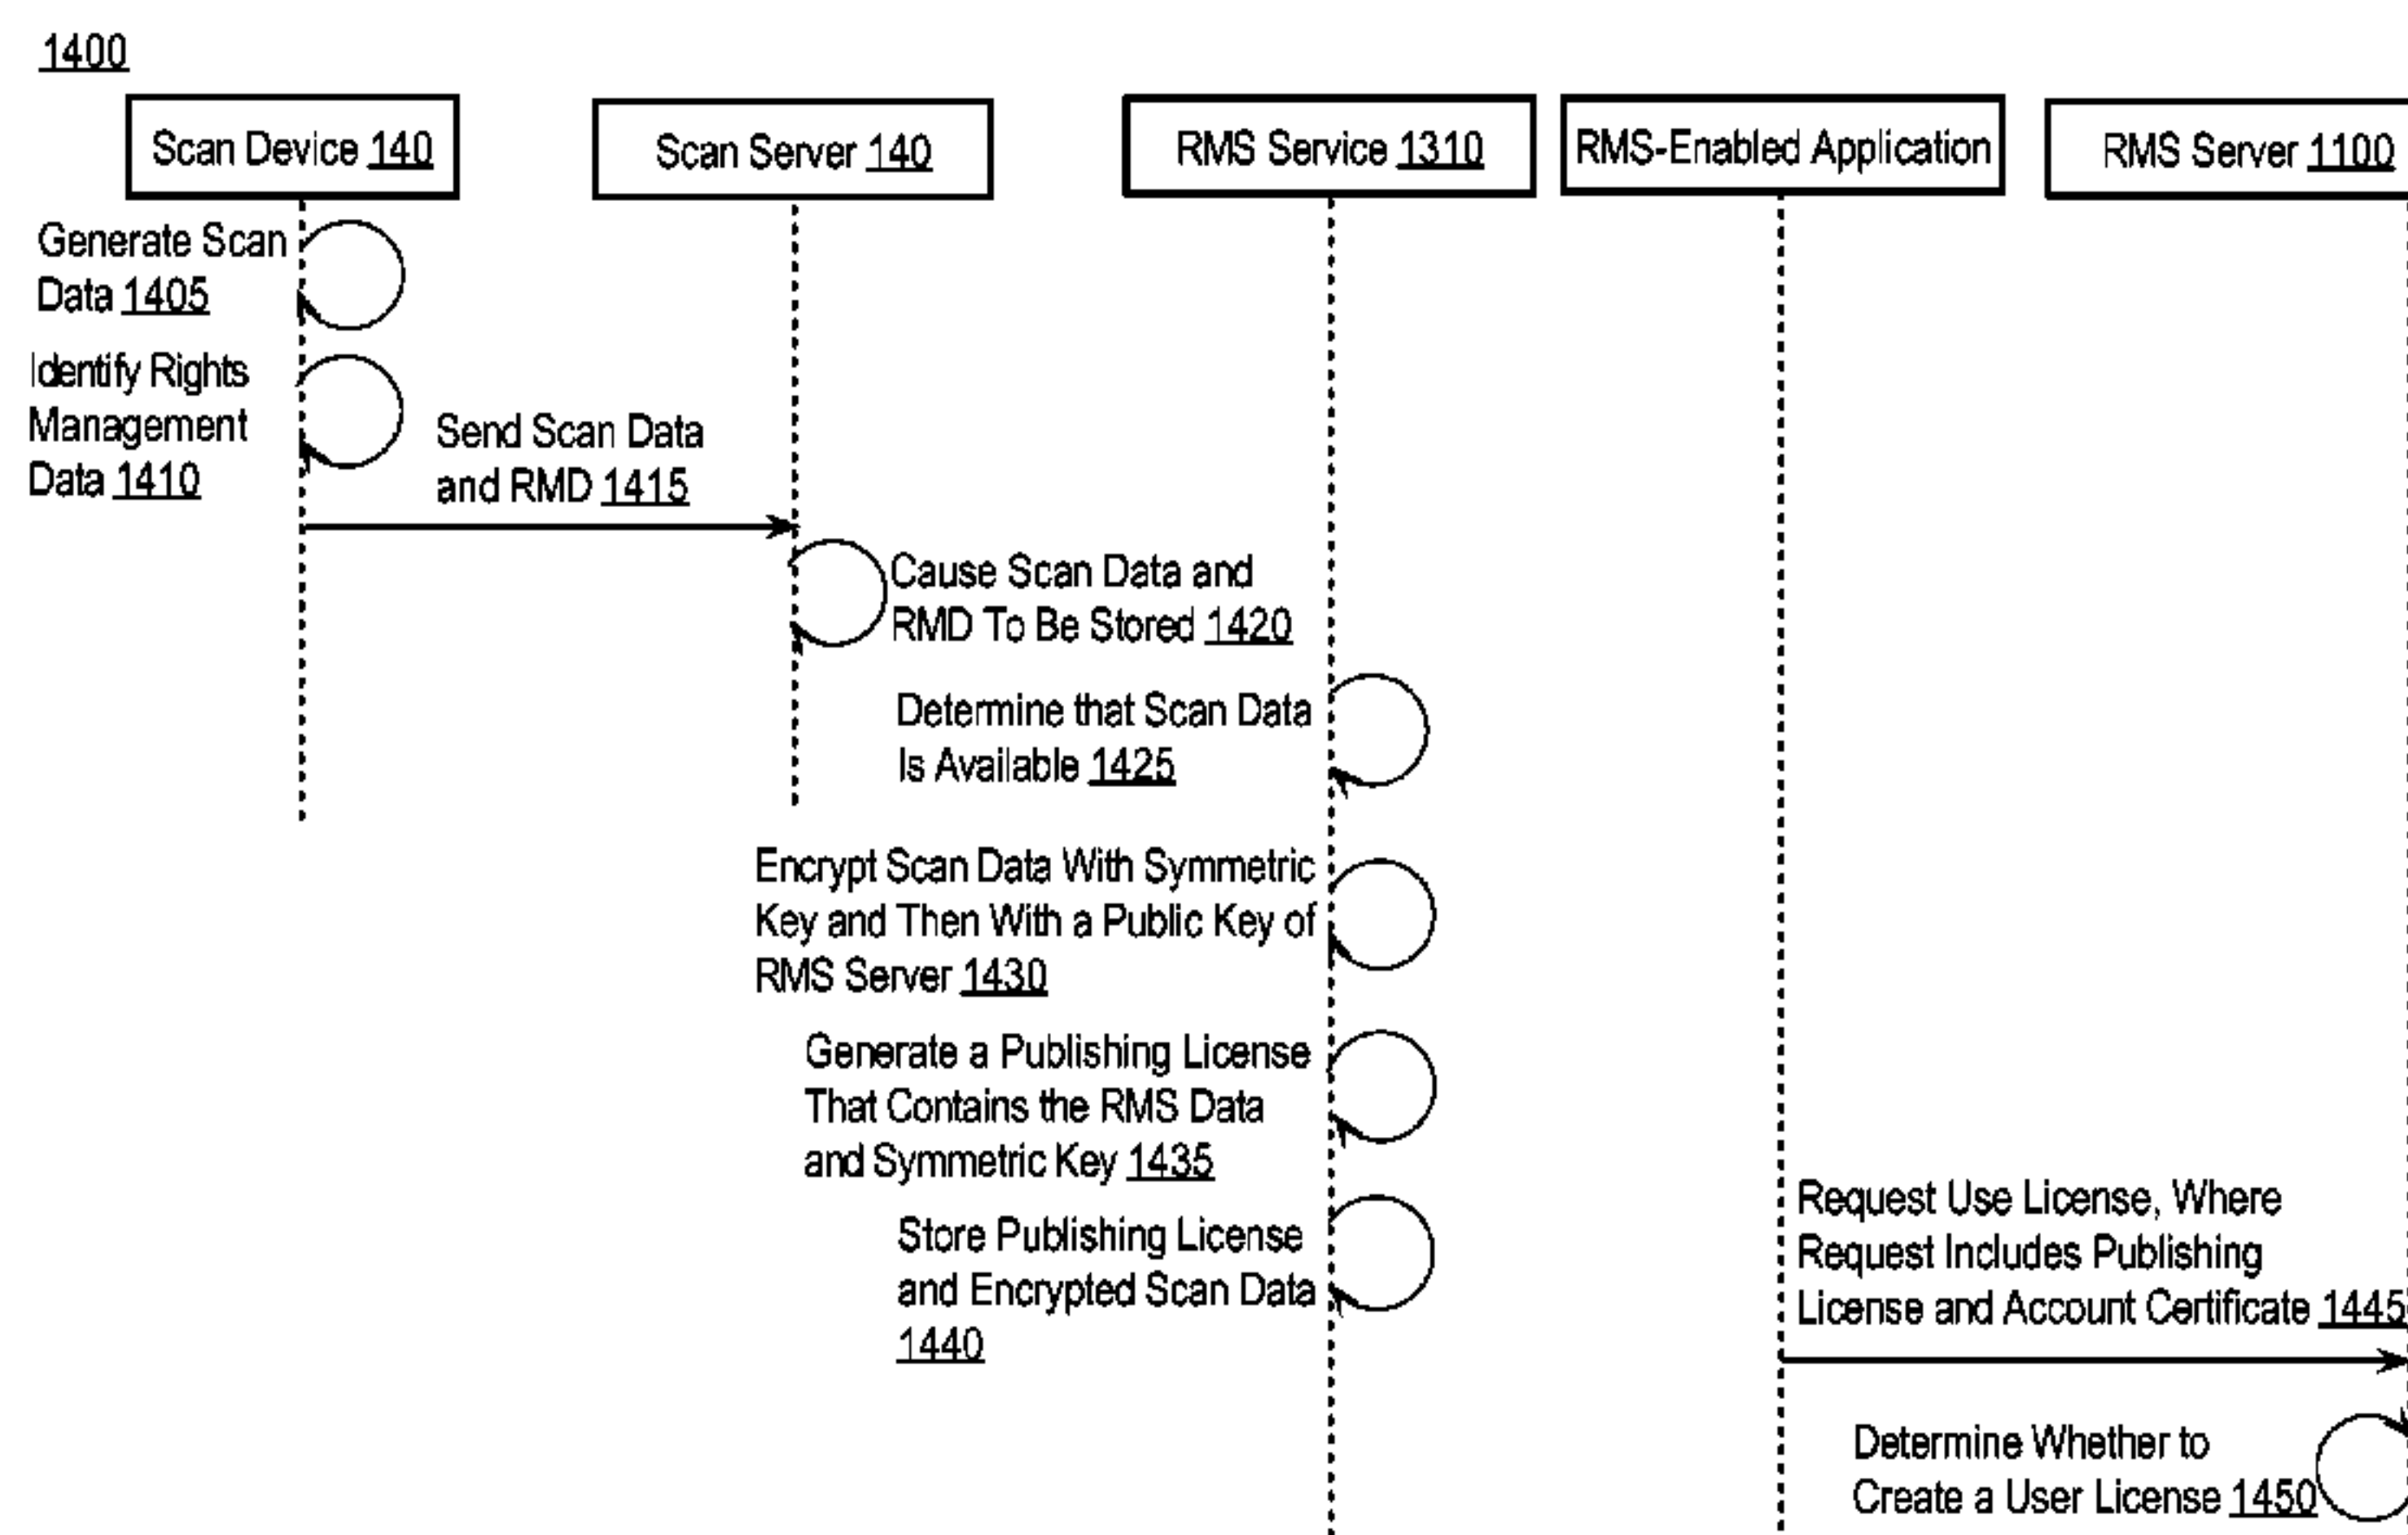 1400
Scan Device 140
Scan Server 140
RMS Service 1310
RMS-Enabled Application
RMS Server 1100
Generate Scan
Data 1405
Identify Rights
Management
Data 1410
Send Scan Data
and RMD 1415
Cause Scan Data and
RMD To Be Stored 1420
Determine that Scan Data
Is Available 1425
Encrypt Scan Data With Symmetric
Key and Then With a Public Key of
RMS Server 1430
Generate a Publishing License
That Contains the RMS Data
and Symmetric Key 1435
Store Publishing License
and Encrypted Scan Data
1440
Request Use License, Where
Request Includes Publishing
License and Account Certificate 1445
Determine Whether to
Create a User License 1450